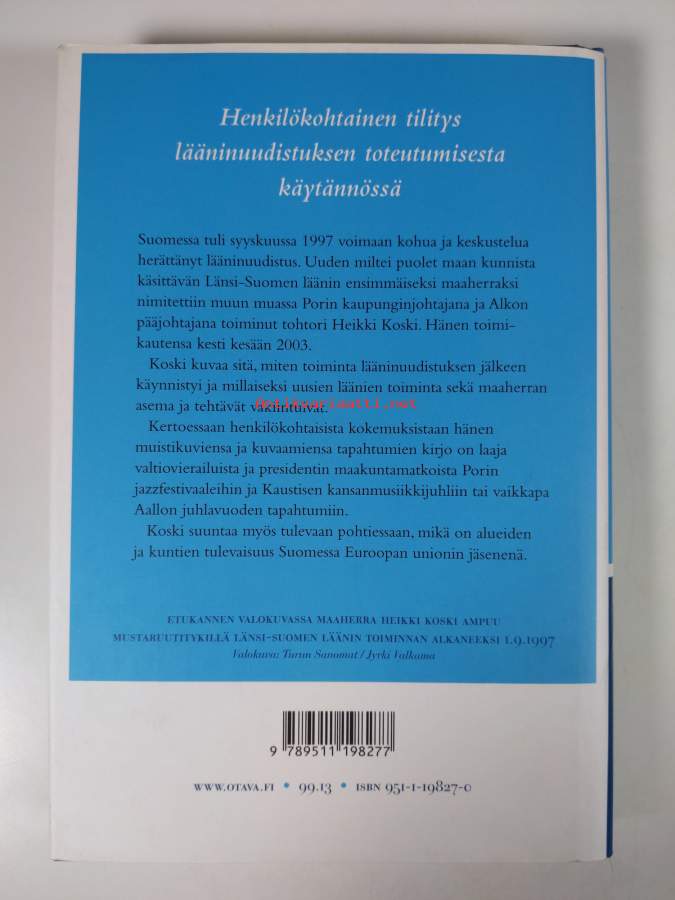 Henkilökohtainen tilitys
lääninuudistuksen toteutumisesta
käytännössä
Suomessa tuli syyskuussa 1997 voimaan kohua ja keskustelua
herättänyt lääninuudistus. Uuden miltei puolet maan kunnista
käsittävän Länsi-Suomen läänin ensimmäiseksi maaherraksi
nimitettiin muun muassa Porin kaupunginjohtajana ja Alkon
pääjohtajana toiminut tohtori Heikki Koski. Hänen toimi-
kautensa kesti kesään 2003.
Koski kuvaa sitä, miten toiminta lääninuudistuksen jälkeen
käynnistyi ja millaiseksi uusien läänien toiminta sekä maaherran
asema ja tehtävät vakiintuivat.
Antikvariaatti.net
Kertoessaan henkilökohtaisista kokemuksistaan hänen
muistikuviensa ja kuvaamiensa tapahtumien kirjo on laaja
valtiovierailuista ja presidentin maakuntamatkoista Porin
jazzfestivaaleihin ja Kaustisen kansanmusiikkijuhliin tai vaikkapa
Aallon juhlavuoden tapahtumiin.
Koski suuntaa myös tulevaan pohtiessaan, mikä on alueiden
ja kuntien tulevaisuus Suomessa Euroopan unionin jäsenenä.
ETUKANNEN VALOKUVASSA MAAHERRA HEIKKI KOSKI AMPUU
MUSTARUUTITYKILLÄ LÄNSI-SUOMEN LÄÄNIN TOIMINNAN ALKANEEKSI 1.9.1997
Valokuva: Turun Sanomat / Jyrki Valkama
9 789511 198277
WWW.OTAVA.FI • 99.13 • ISBN 951-1-19827-0